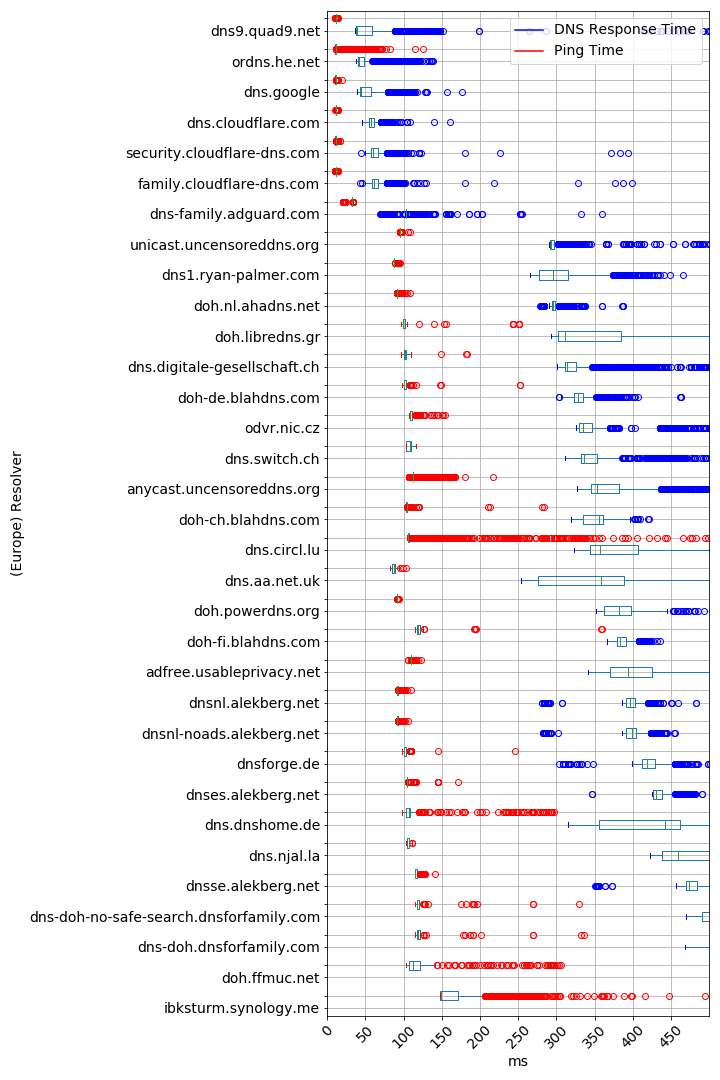 DNS Response Time
Ping Time
(Europe) Resolver
dns9.quad9.net
ordns.he.net
dns.google
dns.cloudflare.com
security.cloudflare-dns.com
family.cloudflare-dns.com
dns-family.adguard.com
unicast.uncensoreddns.org
dns1.ryan-palmer.com
doh.nl.ahadns.net
doh.libredns.gr
dns.digitale-gesellschaft.ch
doh-de.blahdns.com
odvr.nic.cz
dns.switch.ch
anycast.uncensoreddns.org
doh-ch.blahdns.com
dns.circl.lu
dns.aa.net.uk
doh.powerdns.org
doh-fi.blahdns.com
adfree.usableprivacy.net
dnsnl.alekberg.net
dnsnl-noads.alekberg.net
dnsforge.de
dnses.alekberg.net
dns.dnshome.de
dns.njal.la
dnsse.alekberg.net
dns-doh-no-safe-search.dnsforfamily.com
dns-doh.dnsforfamily.com
doh.ffmuc.net
ibksturm.synology.me
0 50 100 150 200 250 300 350 400 450
ms